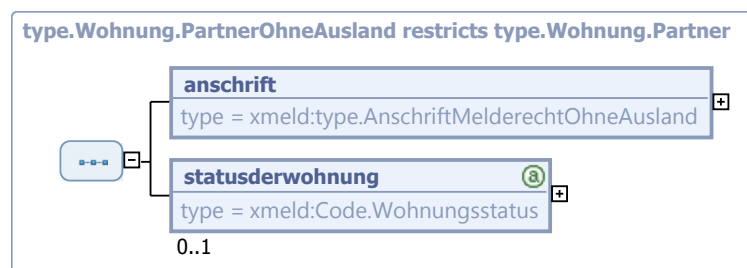 type.Wohnung.PartnerOhneAusland restricts type.Wohnung.Partner
anschrift
type = xmeld:type.AnschriftMelderechtOhneAusland
statusderwohnung
type = xmeld:Code.Wohnungsstatus
0..1